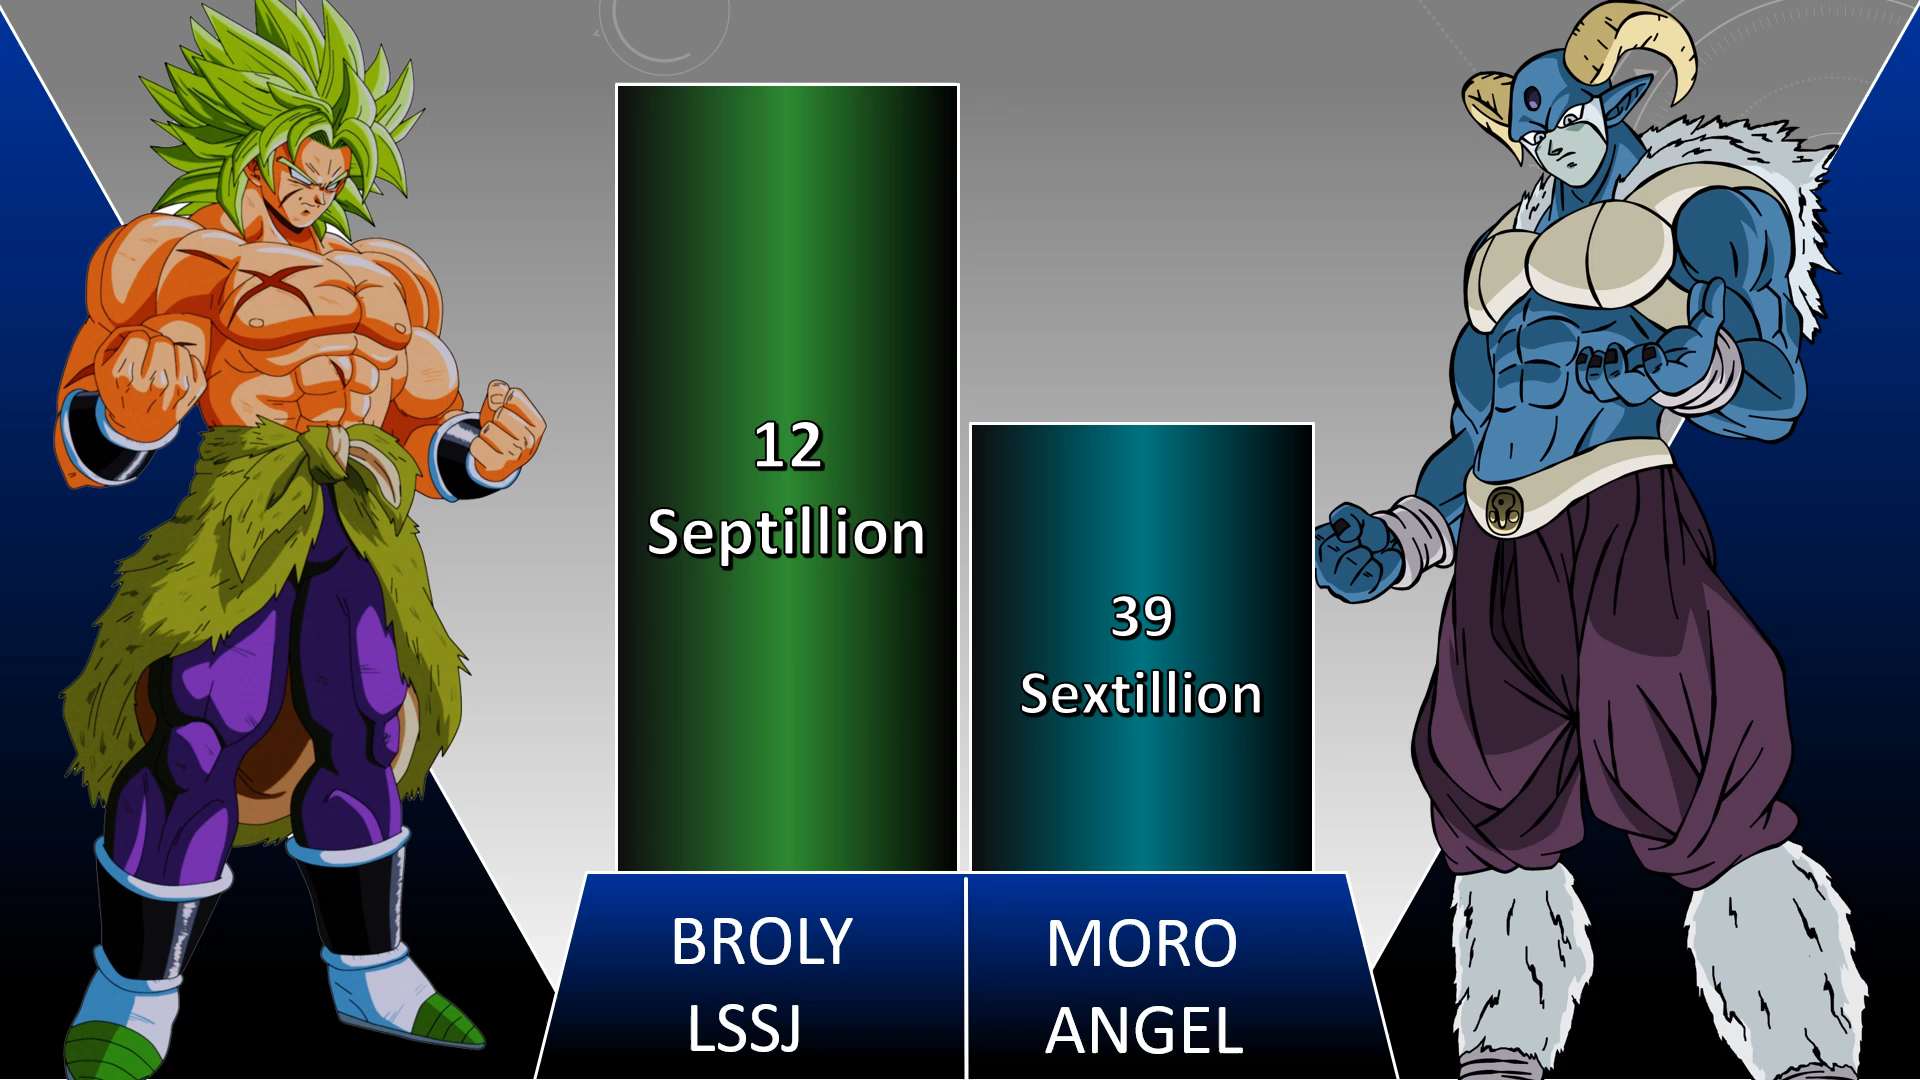 12
Septillion
39
Sextillion
BROLY
LSSJ
MORO
ANGEL